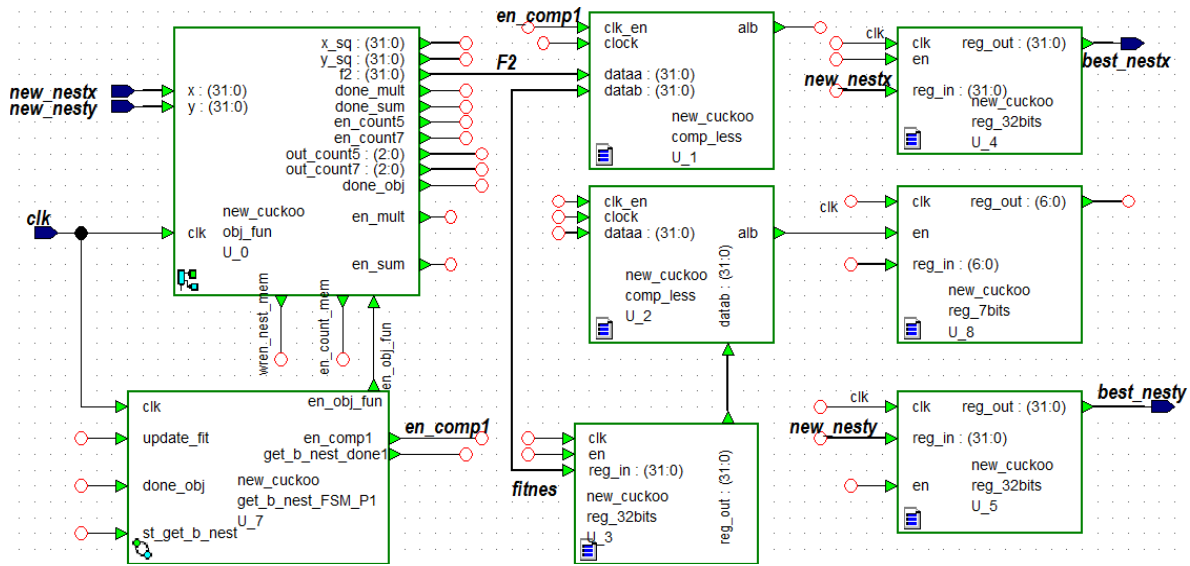 new_nestx
new_nesty
clk
x_sq : (31:0)
y_sq : (31:0)
f2 : (31:0)
done_mult
done_sum
en_count5
en_count7
out_count5 : (2:0)
out_count7 : (2:0)
done_obj
en_mult
en_sum
x : (31:0)
y : (31:0)
clk
new_cuckoo
obj_fun
U_0
wren_nest_mem
en_count_mem
en_obj_fun
F2
en_comp1
clk_en
clock
dataa : (31:0)
datab : (31:0)
alb
new_cuckoo
comp_less
U_1
clk
clk
en
reg_in : (31:0)
reg_out : (31:0)
new_cuckoo
reg_32bits
U_4
new_nestx
best_nestx
clk_en
clock
dataa : (31:0)
alb
datab : (31:0)
new_cuckoo
comp_less
U_2
clk
clk
en
reg_in : (6:0)
reg_out : (6:0)
new_cuckoo
reg_7bits
U_8
clk
update_fit
done_obj
st_get_b_nest
en_obj_fun
en_comp1
get_b_nest_done1
new_cuckoo
get_b_nest_FSM_P1
U_7
en_comp1
fitnes
clk
en
reg_in : (31:0)
reg_out : (31:0)
new_cuckoo
reg_32bits
U_3
clk
clk
reg_in : (31:0)
en
reg_out : (31:0)
new_cuckoo
reg_32bits
U_5
new_nesty
best_nesty